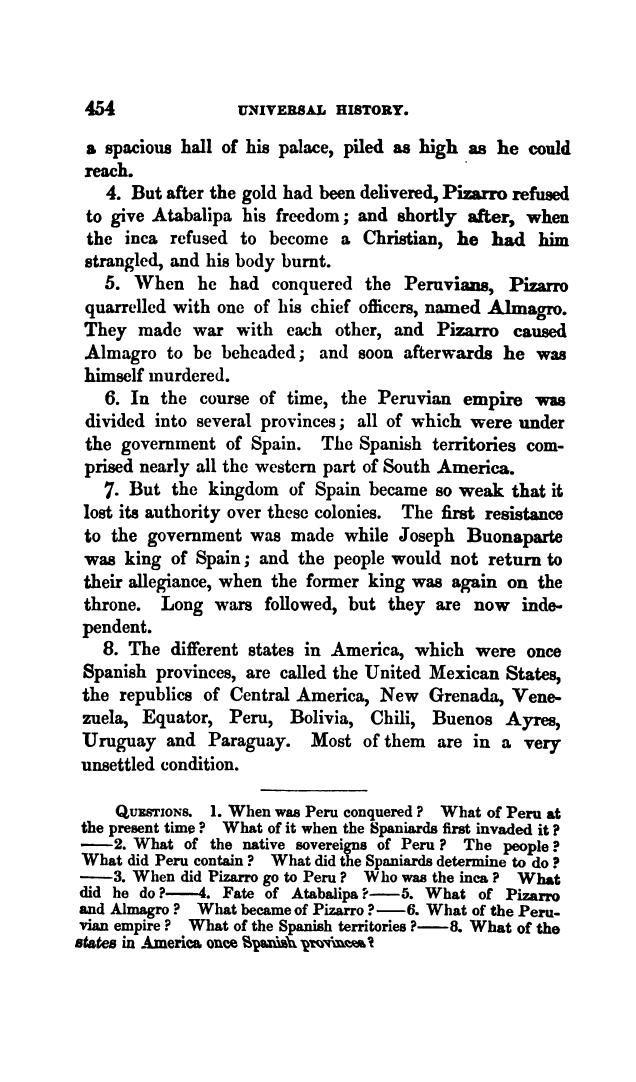 454 UNIVERSAL HISTORY.
a spacious hall of his palace, piled as high as he could
reach.
4. But after the gold had been delivered, Pizarro refused
to give Atabalipa his freedom; and shortly after, when
the inca refused to become a Christian, he had him
strangled, and his body burnt.
5. When he had conquered the Peruvians, Pizarro
quarrelled with one of his chief officers, named Almagro.
They made war with each other, and Pizarro caused
Almagro to be beheaded; and soon afterwards he was
himself murdered.
6. In the course of time, the Peruvian empire was
divided into several provinces; all of which were under
the government of Spain. The Spanish territories com-
prised nearly all the western part of South America.
7. But the kingdom of Spain became so weak that it
lost its authority over these colonies. The first resistance
to the government was made while Joseph Buonaparte
was king of Spain; and the people would not return to
their allegiance, when the former king was again on the
throne. Long wars followed, but they are now inde-
pendent.
8. The different states in America, which were once
Spanish provinces, are called the United Mexican States,
the republics of Central America, New Grenada, Vene-
zuela, Equator, Peru, Bolivia, Chili, Buenos Ayres,
Uruguay and Paraguay. Most of them are in a very
unsettled condition.
QUESTIONS. 1. When was Peru conquered? What of Peru at
the present time? What of it when the Spaniards first invaded it?
——2. What of the native sovereigns of Peru? The people?
What did Peru contain? What did the Spaniards determine to do?
——3. When did Pizarro go to Peru? Who was the inca? What
did he do?——4. Fate of Atabalipa?——5. What of Pizarro
and Almagro? What became of Pizarro?——6. What of the Peru-
vian empire? What of the Spanish territories?——8. What of the
states in America once Spanish provinces?